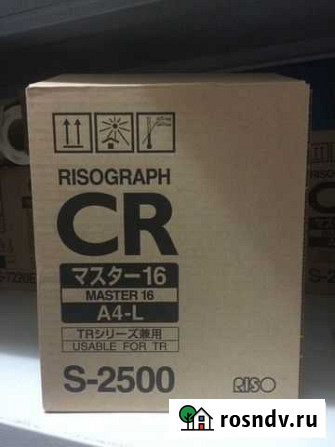 RISOGRAPH
CR
マスター16
MASTER 16
A4-L
TRシリーズ兼用
USABLE FOR TR
S-2500
RISO
rosndv.ru